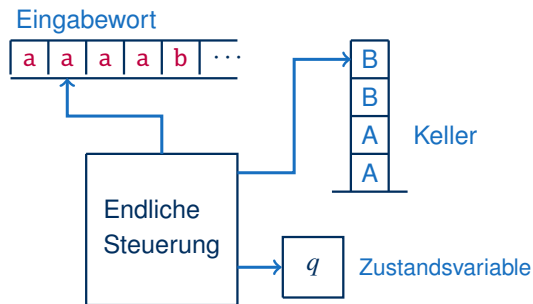 Eingabewort
a a a a b ···
B
B
A
A
Keller
Endliche
Steuerung
q
Zustandsvariable